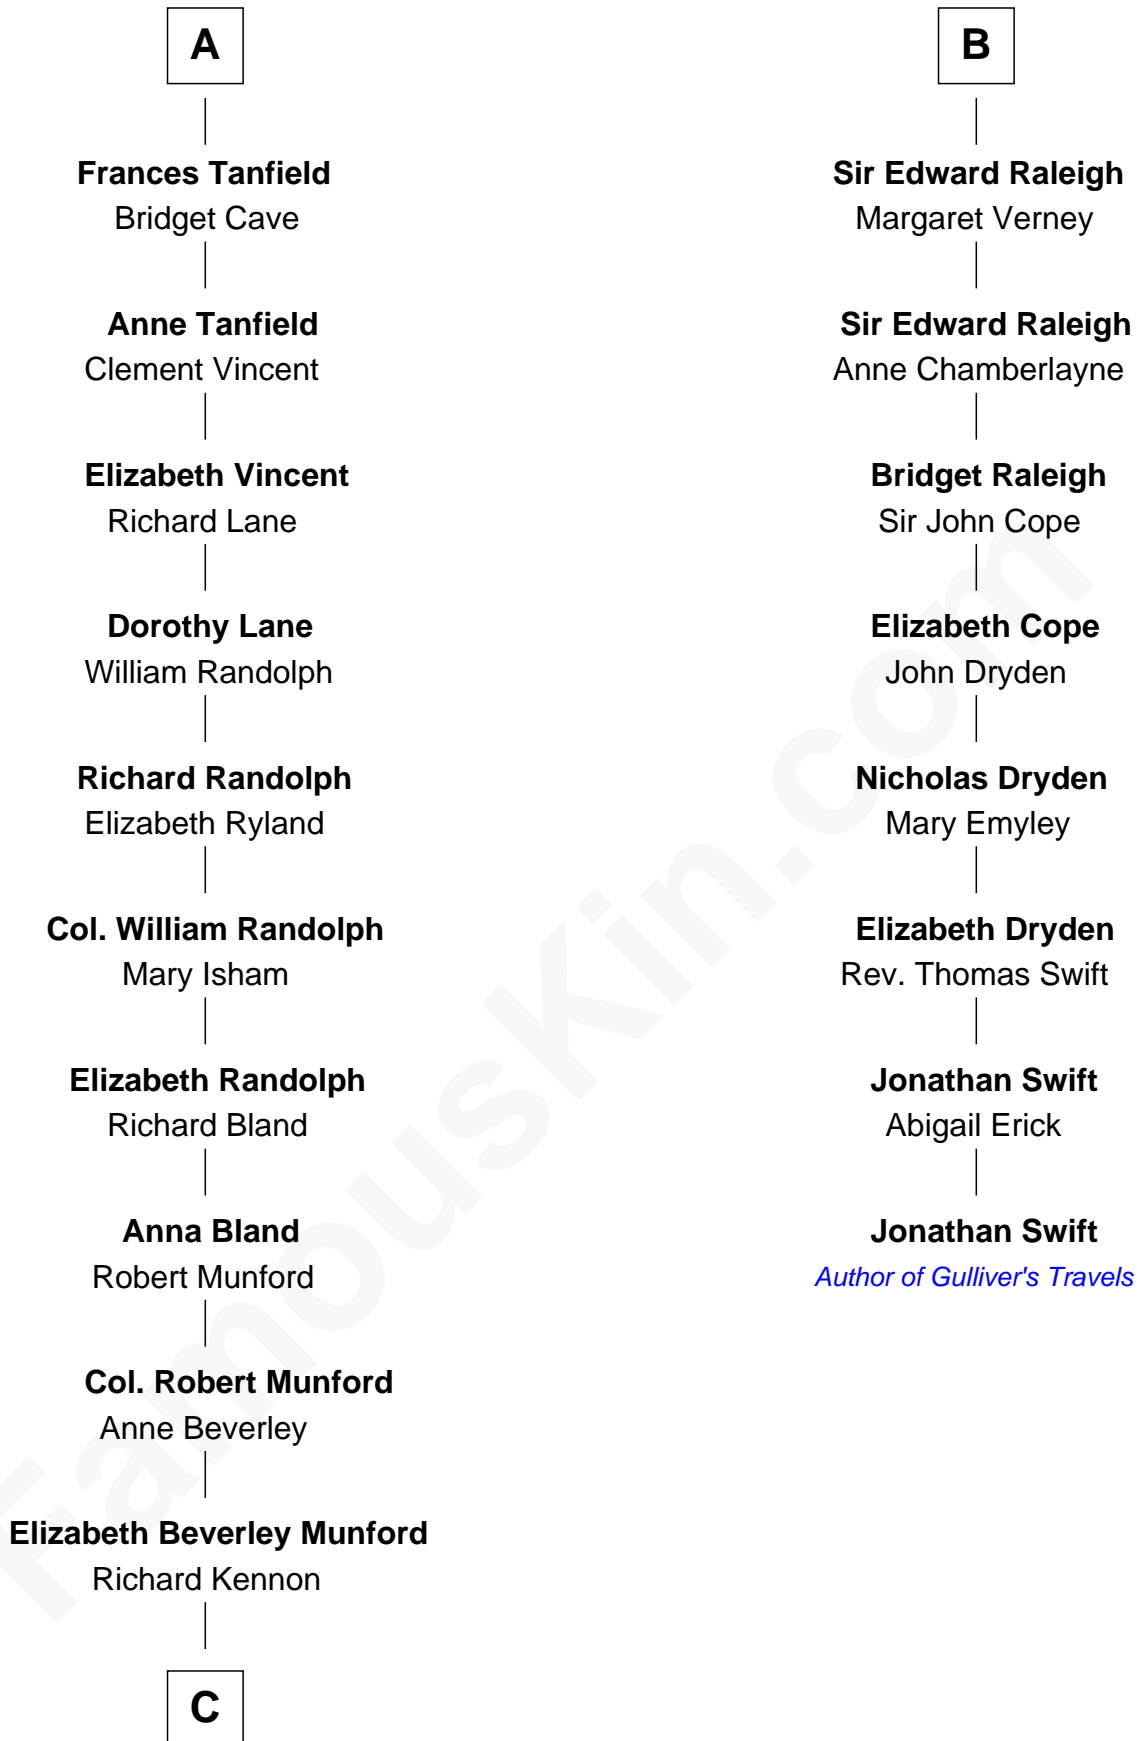 A
Frances Tanfield
Bridget Cave
Anne Tanfield
Clement Vincent
Elizabeth Vincent
Richard Lane
Dorothy Lane
William Randolph
Richard Randolph
Elizabeth Ryland
Col. William Randolph
Mary Isham
Elizabeth Randolph
Richard Bland
Anna Bland
Robert Munford
Col. Robert Munford
Anne Beverley
Elizabeth Beverley Munford
Richard Kennon
C
B
Sir Edward Raleigh
Margaret Verney
Sir Edward Raleigh
Anne Chamberlayne
Bridget Raleigh
Sir John Cope
Elizabeth Cope
John Dryden
Nicholas Dryden
Mary Emyley
Elizabeth Dryden
Rev. Thomas Swift
Jonathan Swift
Abigail Erick
Jonathan Swift
Author of Gulliver's Travels
FamousKin.com